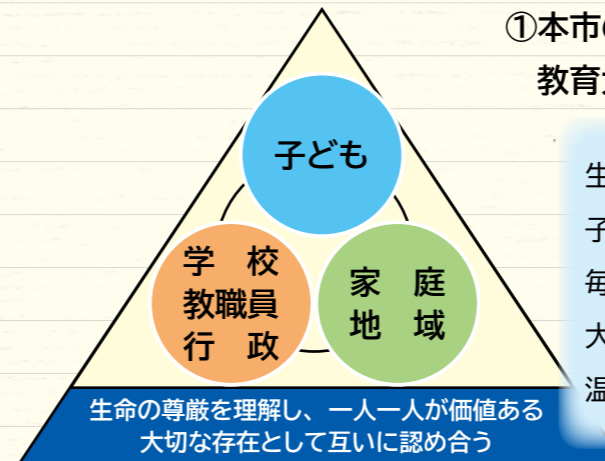 ①本市の
教育
子ども
学　校
教職員
行　政
家　庭
地　域
生
子
毎
大
温
生命の尊厳を理解し、一人一人が価値ある
大切な存在として互いに認め合う